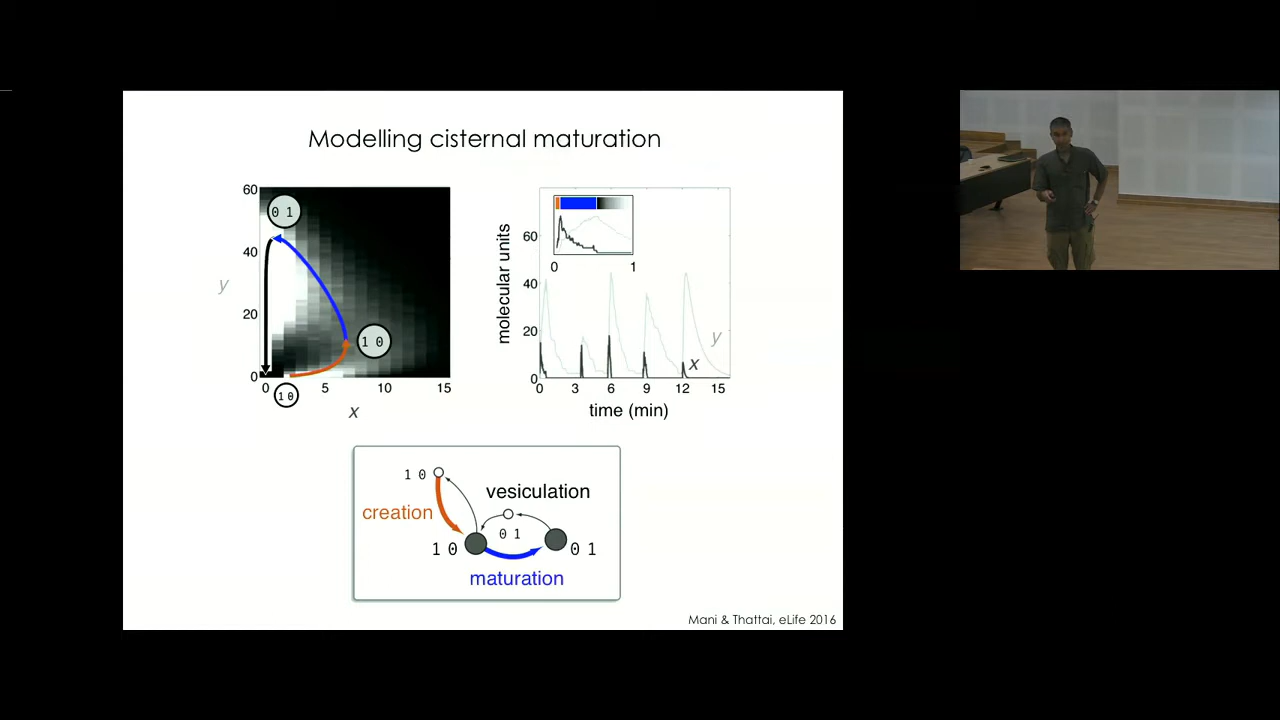 Modelling cisternal maturation
60
40
20
0
y
0 1
1 0
1 0
0 5 10 15
x
molecular units
60
40
20
0
0 1
y
x
0 3 6 9 12 15
time (min)
1 0
creation
vesiculation
0 1
1 0
0 1
maturation
Mani & Thattai, eLife 2016